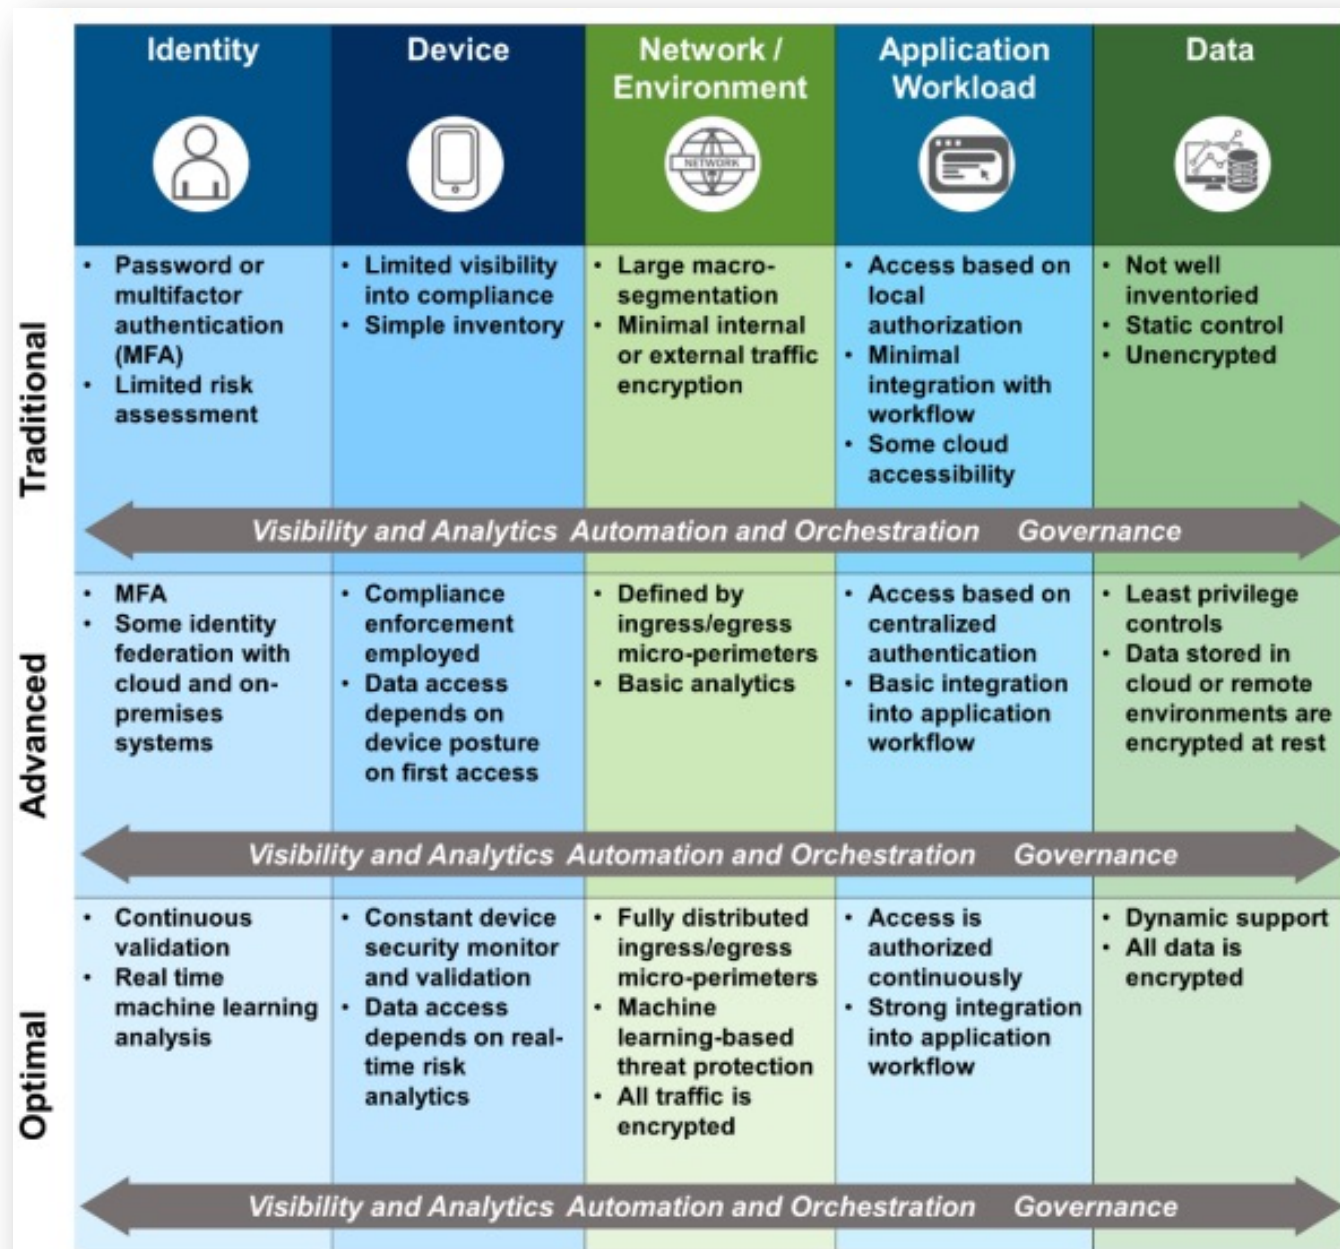 Identity
Device
Network /
Environment
Application
Workload
Data
NETWORK
Traditional
• Password or
multifactor
authentication
(MFA)
• Limited risk
assessment
• Limited visibility
into compliance
• Simple inventory
• Large macro-
segmentation
• Minimal internal
or external traffic
encryption
• Access based on
local
authorization
• Minimal
integration with
workflow
• Some cloud
accessibility
• Not well
inventoried
• Static control
• Unencrypted
Visibility and Analytics Automation and Orchestration Governance
Advanced
• MFA
• Some identity
federation with
cloud and on-
premises
systems
• Compliance
enforcement
employed
• Data access
depends on
device posture
on first access
• Defined by
ingress/egress
micro-perimeters
• Basic analytics
• Access based on
centralized
authentication
• Basic integration
into application
workflow
• Least privilege
controls
• Data stored in
cloud or remote
environments are
encrypted at rest
Visibility and Analytics Automation and Orchestration Governance
Optimal
• Continuous
validation
• Real time
machine learning
analysis
• Constant device
security monitor
and validation
• Data access
depends on real-
time risk
analytics
• Fully distributed
ingress/egress
micro-perimeters
• Machine
learning-based
threat protection
• All traffic is
encrypted
• Access is
authorized
continuously
• Strong integration
into application
workflow
• Dynamic support
• All data is
encrypted
Visibility and Analytics Automation and Orchestration Governance